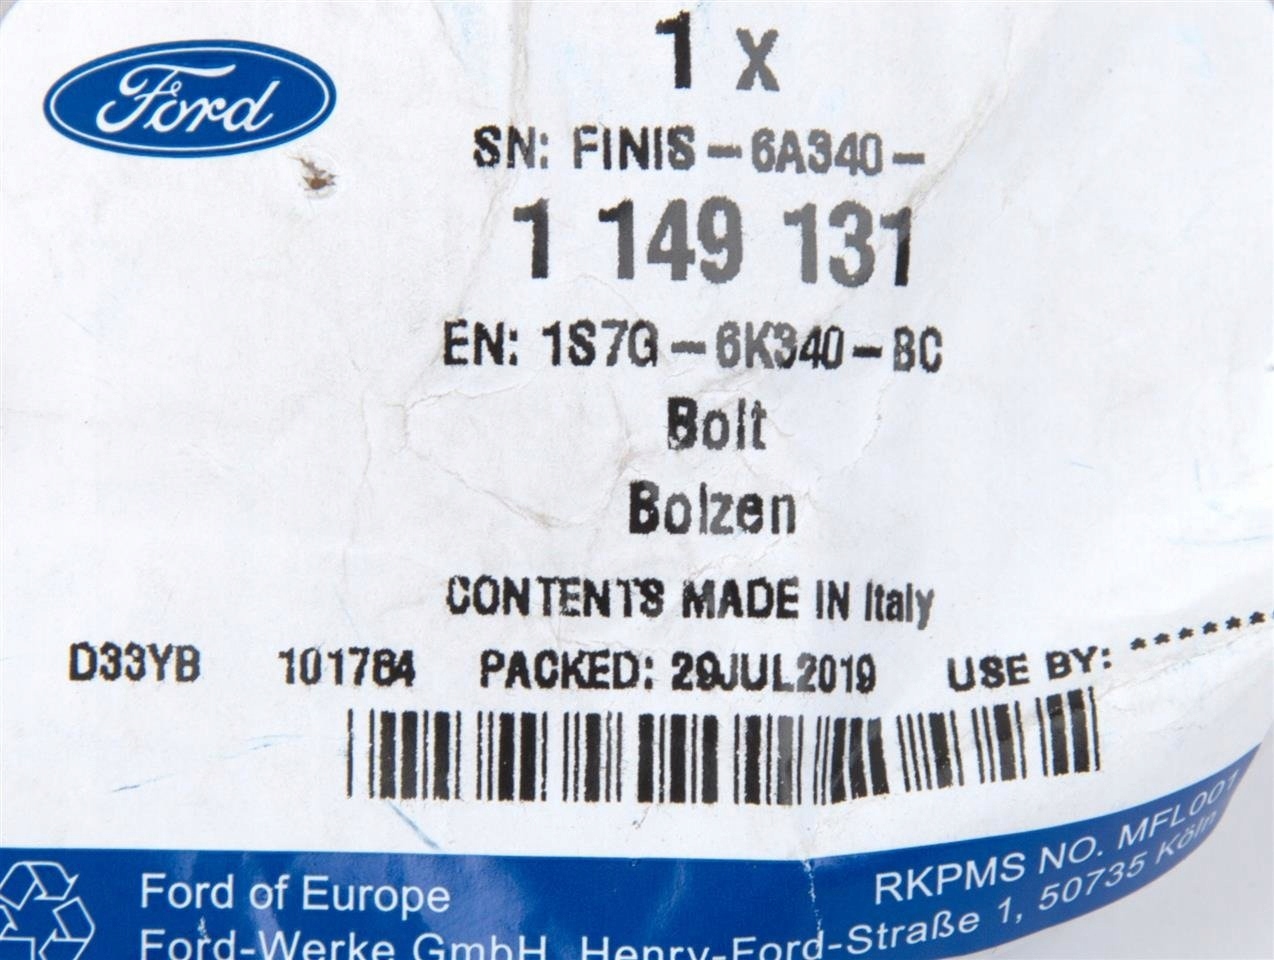 Ford
1 x
SN: FINIS - 6A340 -
1 149 131
EN: 1S7G - 6K340 - BC
Bolt
Bolzen
CONTENTS MADE IN Italy
D33YB 101764 PACKED: 29JUL2019 USE BY: *******
RKPMS NO. MFL001
Ford of Europe
Ford-Werke GmbH, Henry-Ford-Straße 1, 50735 Köln